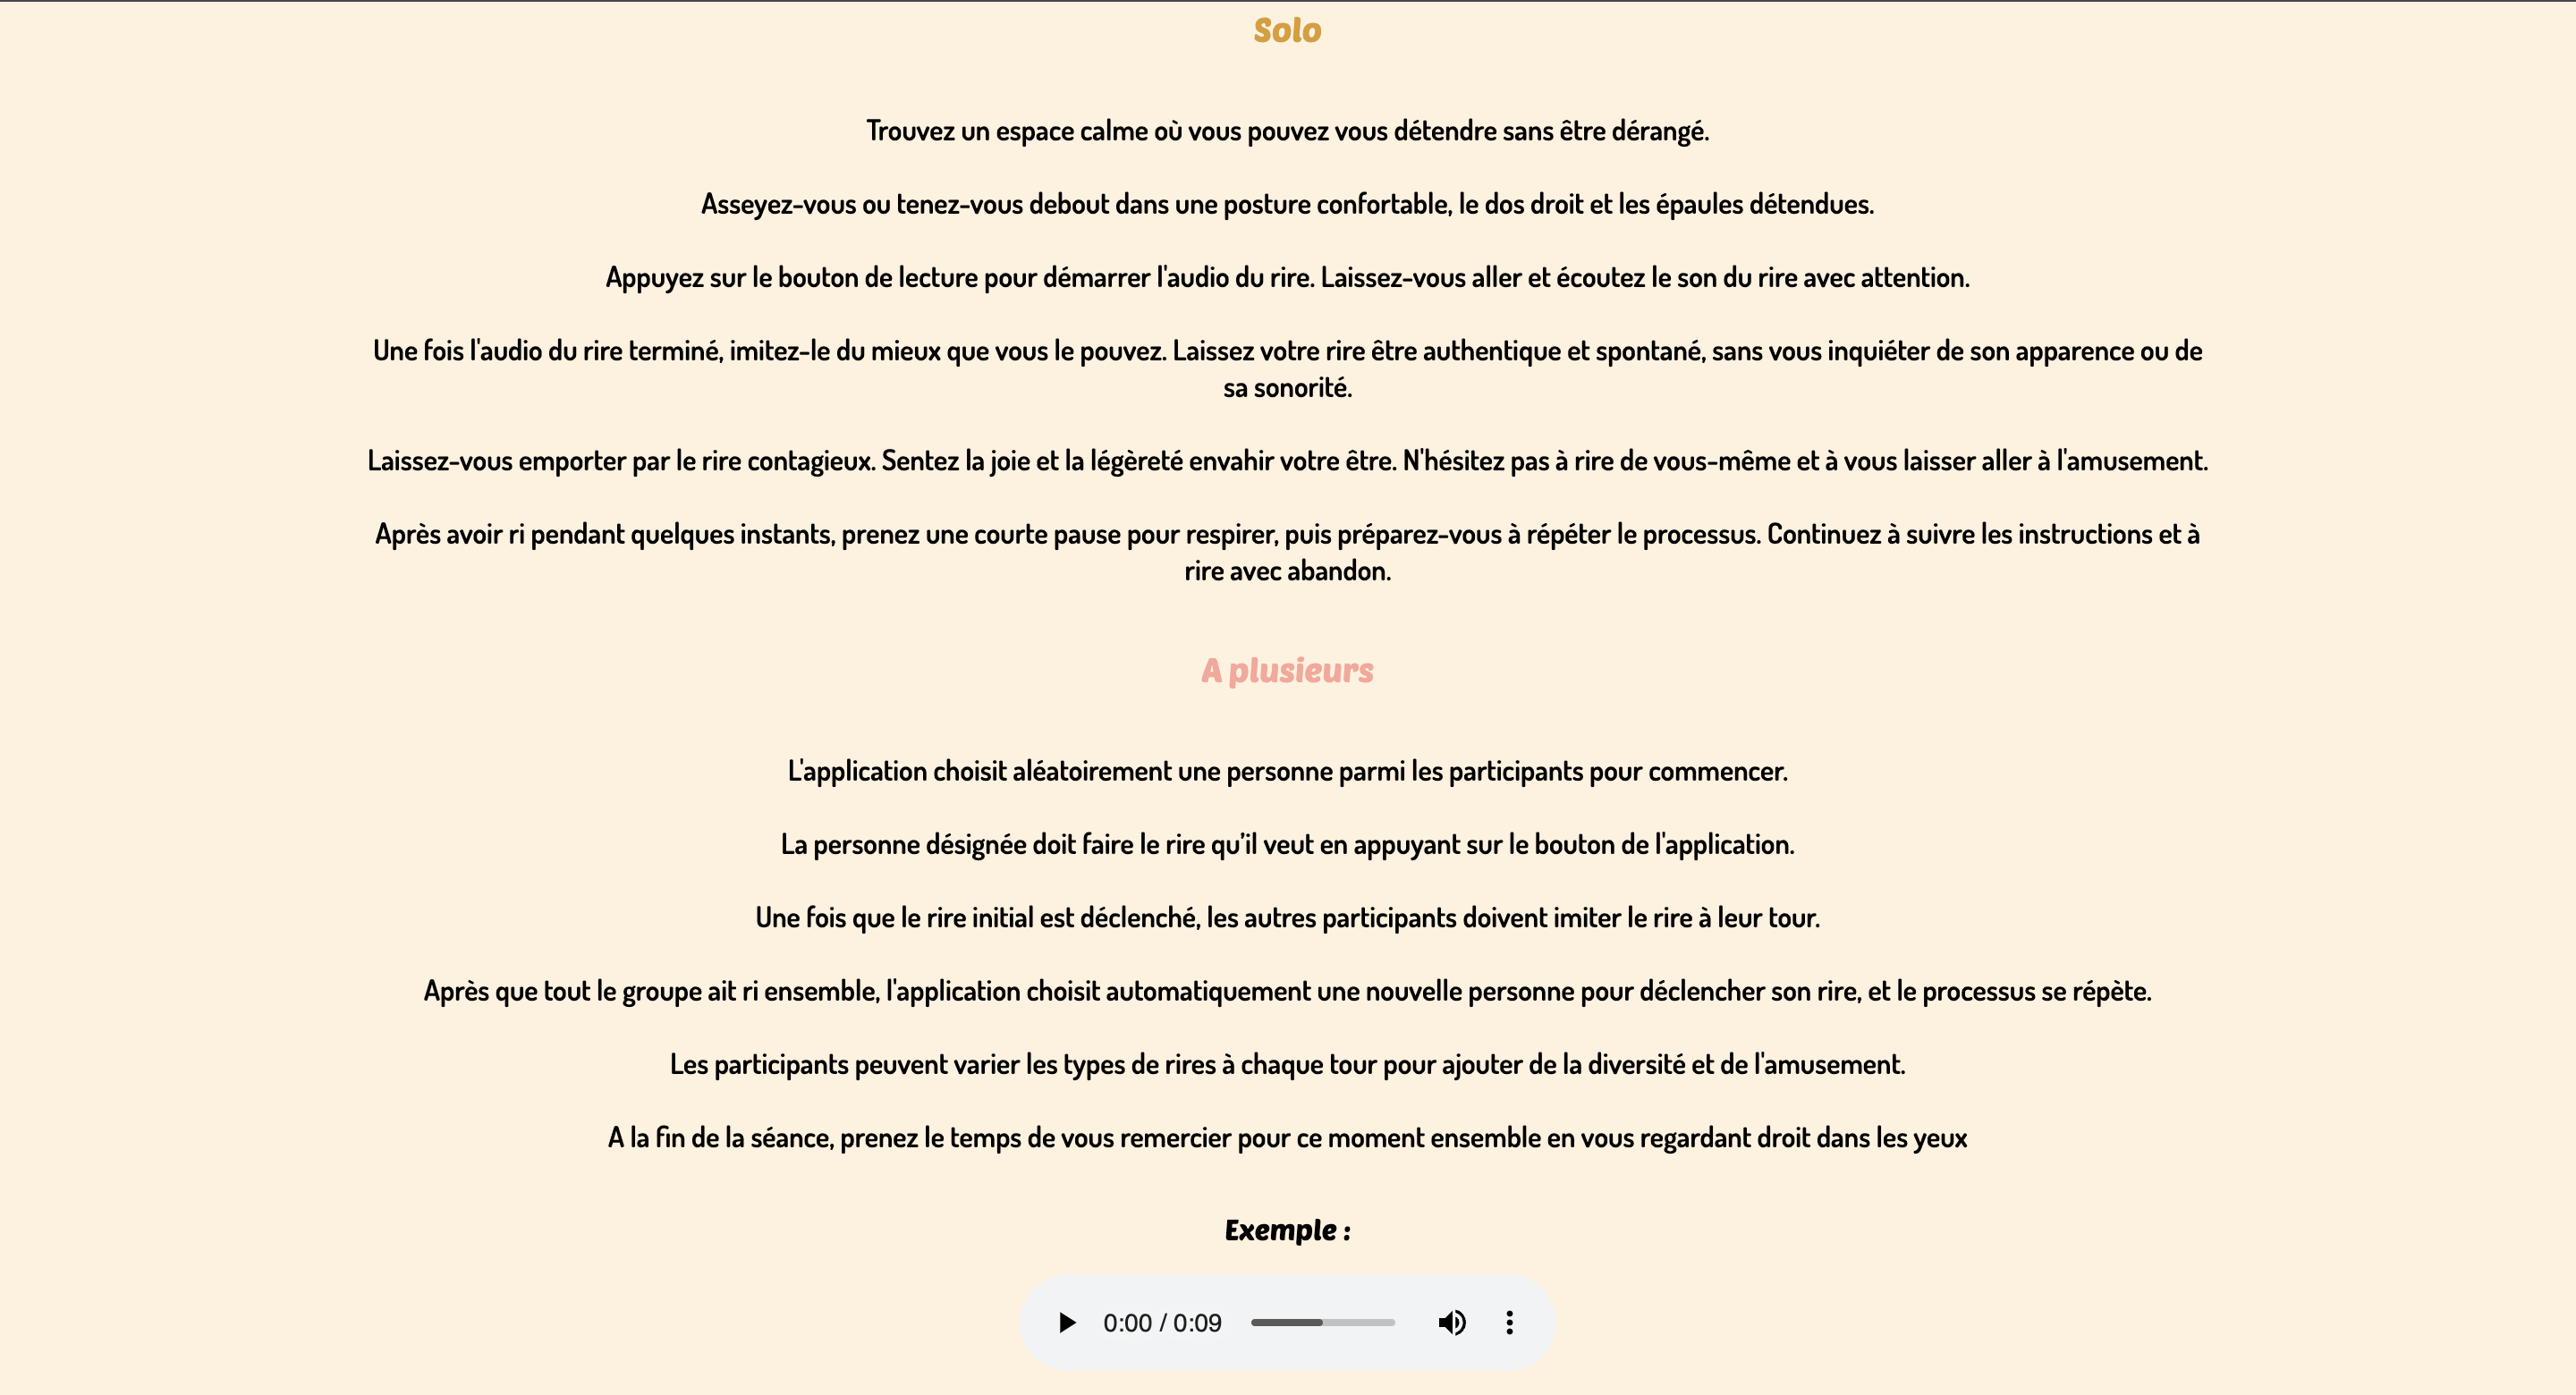 Solo
Trouvez un espace calme où vous pouvez vous détendre sans être dérangé.
Asseyez-vous ou tenez-vous debout dans une posture confortable, le dos droit et les épaules détendues.
Appuyez sur le bouton de lecture pour démarrer l'audio du rire. Laissez-vous aller et écoutez le son du rire avec attention.
Une fois l'audio du rire terminé, imitez-le du mieux que vous le pouvez. Laissez votre rire être authentique et spontané, sans vous inquiéter de son apparence ou de
sa sonorité.
Laissez-vous emporter par le rire contagieux. Sentez la joie et la légèreté envahir votre être. N'hésitez pas à rire de vous-même et à vous laisser aller à l'amusement.
Après avoir ri pendant quelques instants, prenez une courte pause pour respirer, puis préparez-vous à répéter le processus. Continuez à suivre les instructions et à
rire avec abandon.
A plusieurs
L'application choisit aléatoirement une personne parmi les participants pour commencer.
La personne désignée doit faire le rire qu’il veut en appuyant sur le bouton de l'application.
Une fois que le rire initial est déclenché, les autres participants doivent imiter le rire à leur tour.
Après que tout le groupe ait ri ensemble, l'application choisit automatiquement une nouvelle personne pour déclencher son rire, et le processus se répète.
Les participants peuvent varier les types de rires à chaque tour pour ajouter de la diversité et de l'amusement.
A la fin de la séance, prenez le temps de vous remercier pour ce moment ensemble en vous regardant droit dans les yeux
Exemple :
0:00 / 0:09